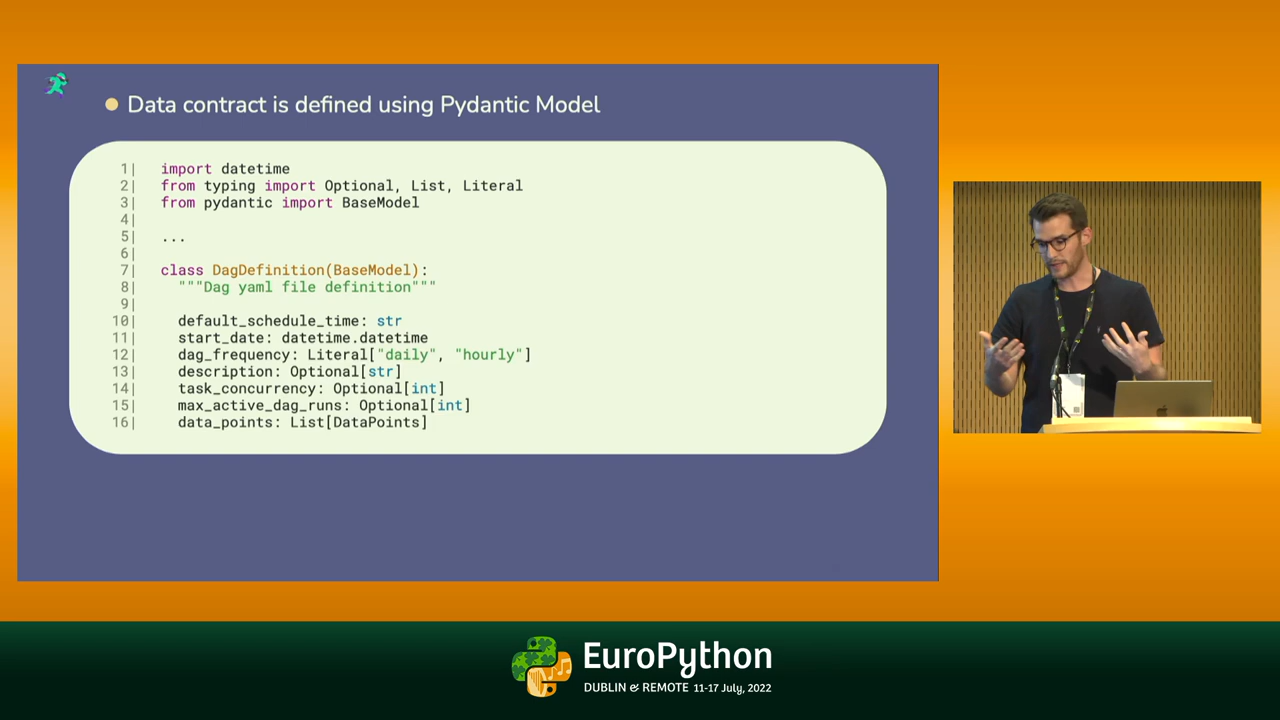 Data contract is defined using Pydantic Model
1| import datetime
2| from typing import Optional, List, Literal
3| from pydantic import BaseModel
4|
5| ...
6|
7| class DagDefinition(BaseModel):
8| """Dag yaml file definition"""
9|
10| default_schedule_time: str
11| start_date: datetime.datetime
12| dag_frequency: Literal["daily", "hourly"]
13| description: Optional[str]
14| task_concurrency: Optional[int]
15| max_active_dag_runs: Optional[int]
16| data_points: List[DataPoints]
EuroPython
DUBLIN & REMOTE 11-17 July, 2022